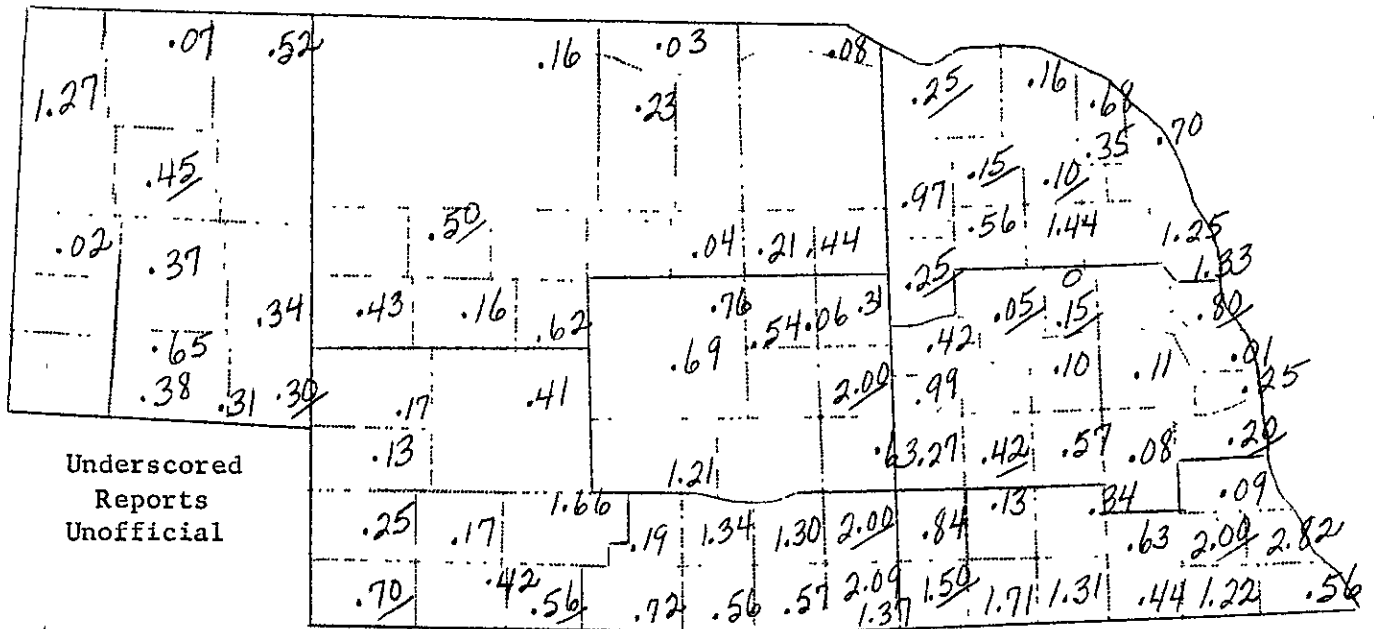 .07 .52 .16 .03 .08
1.27 .23 .25 .16 .68 .70
.45 .15 .10 .35
.50 .97 .56 1.44 1.25
.02 .37 .04 .21 .44 .25 0 1.33
.34 .43 .16 .62 .76 .54 .06 .31 .05 .15 .80
.65 .69 .42 .10 .11 .01
.38 .31 .30 .17 .41 2.00 .99 .25
.13 1.21 .63 .27 .42 .57 .08 .20
Underscored
Reports
Unofficial
.25 .17 1.66 .19 1.34 1.30 2.00 .84 .13 .34 .63 .09 2.00 2.82
.70 .42 .56 .72 .56 .57 2.09 1.37 1.50 1.71 1.31 .44 1.22 .56